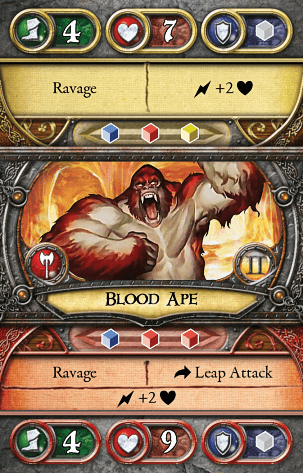 4 7
Ravage +2
II
BLOOD APE
Ravage Leap Attack
+2
4 9